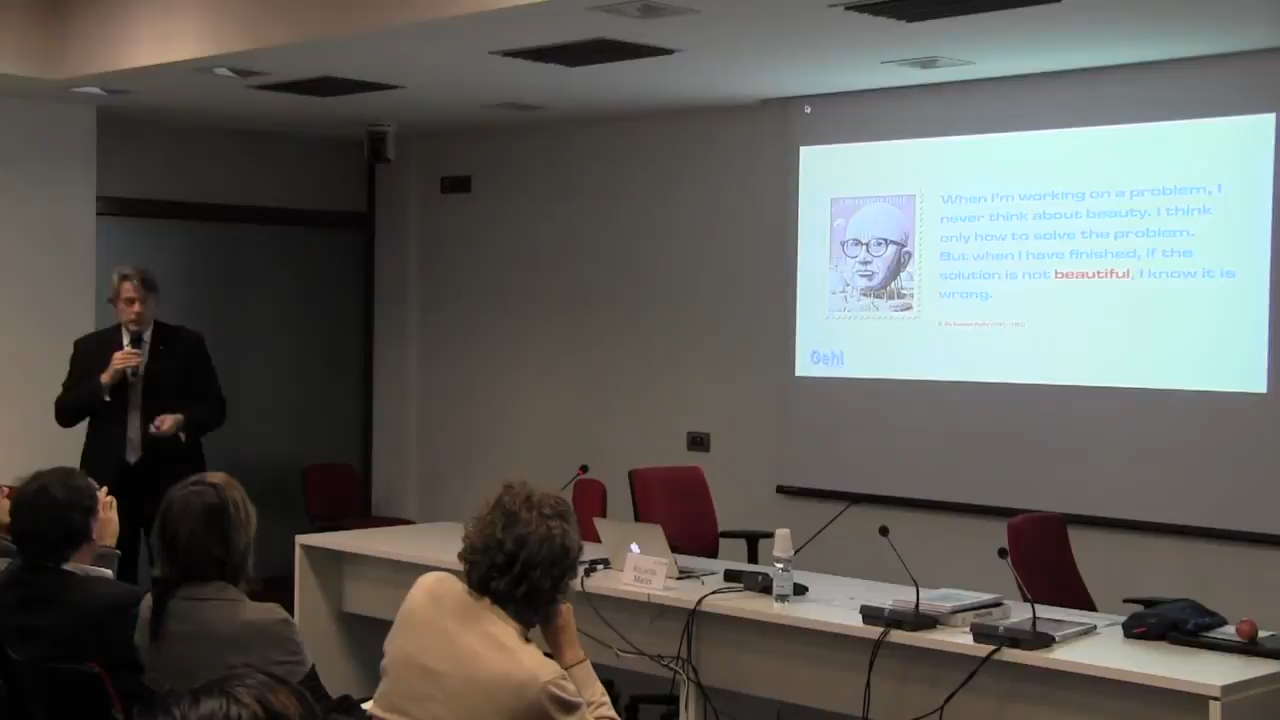 When I'm working on a problem, I
never think about beauty. I think
only how to solve the problem.
But when I have finished, if the
solution is not beautiful, I know it is
wrong.
Gehl